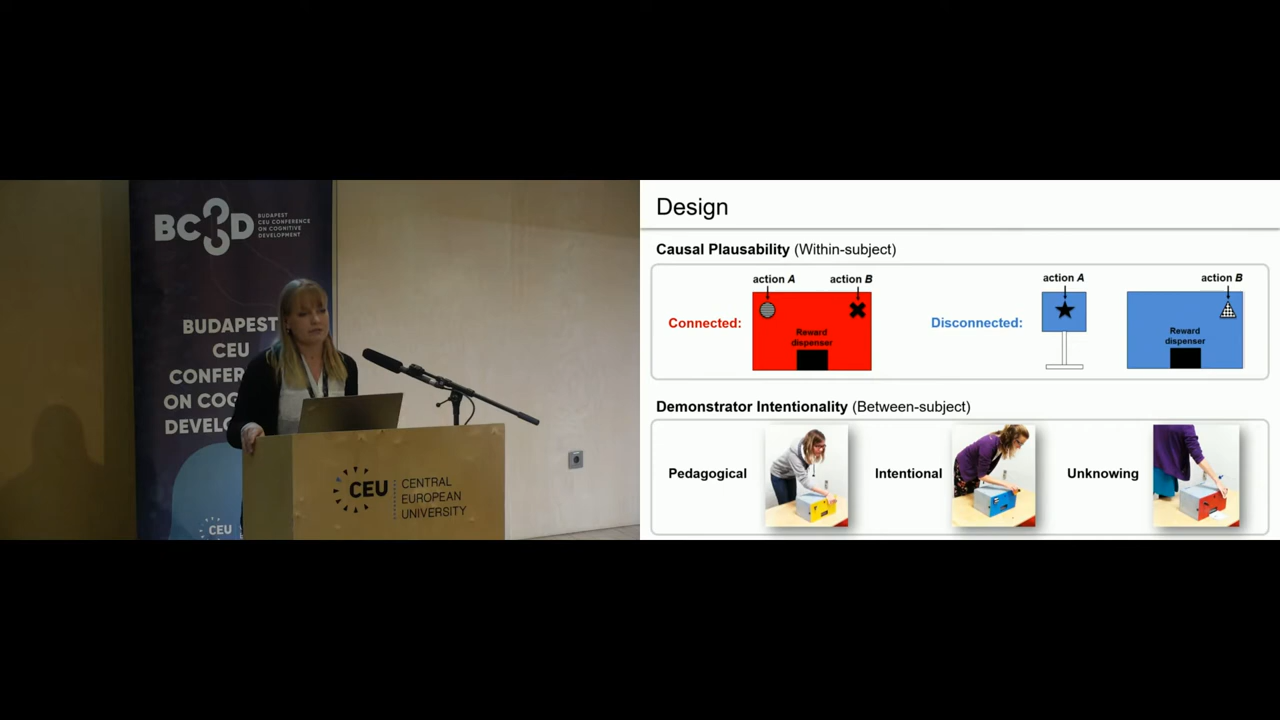 BC3D
BUDAPEST
CEU CONFERENCE
ON COGNITIVE
DEVELOPMENT
BUDAPEST
CEU
CONFER
ON COG
DEVELO
CEU
CEU
CENTRAL
EUROPEAN
UNIVERSITY
Design
Causal Plausability (Within-subject)
action A
action B
action A
action B
Connected:
Reward
dispenser
Disconnected:
Reward
dispenser
Demonstrator Intentionality (Between-subject)
Pedagogical
Intentional
Unknowing